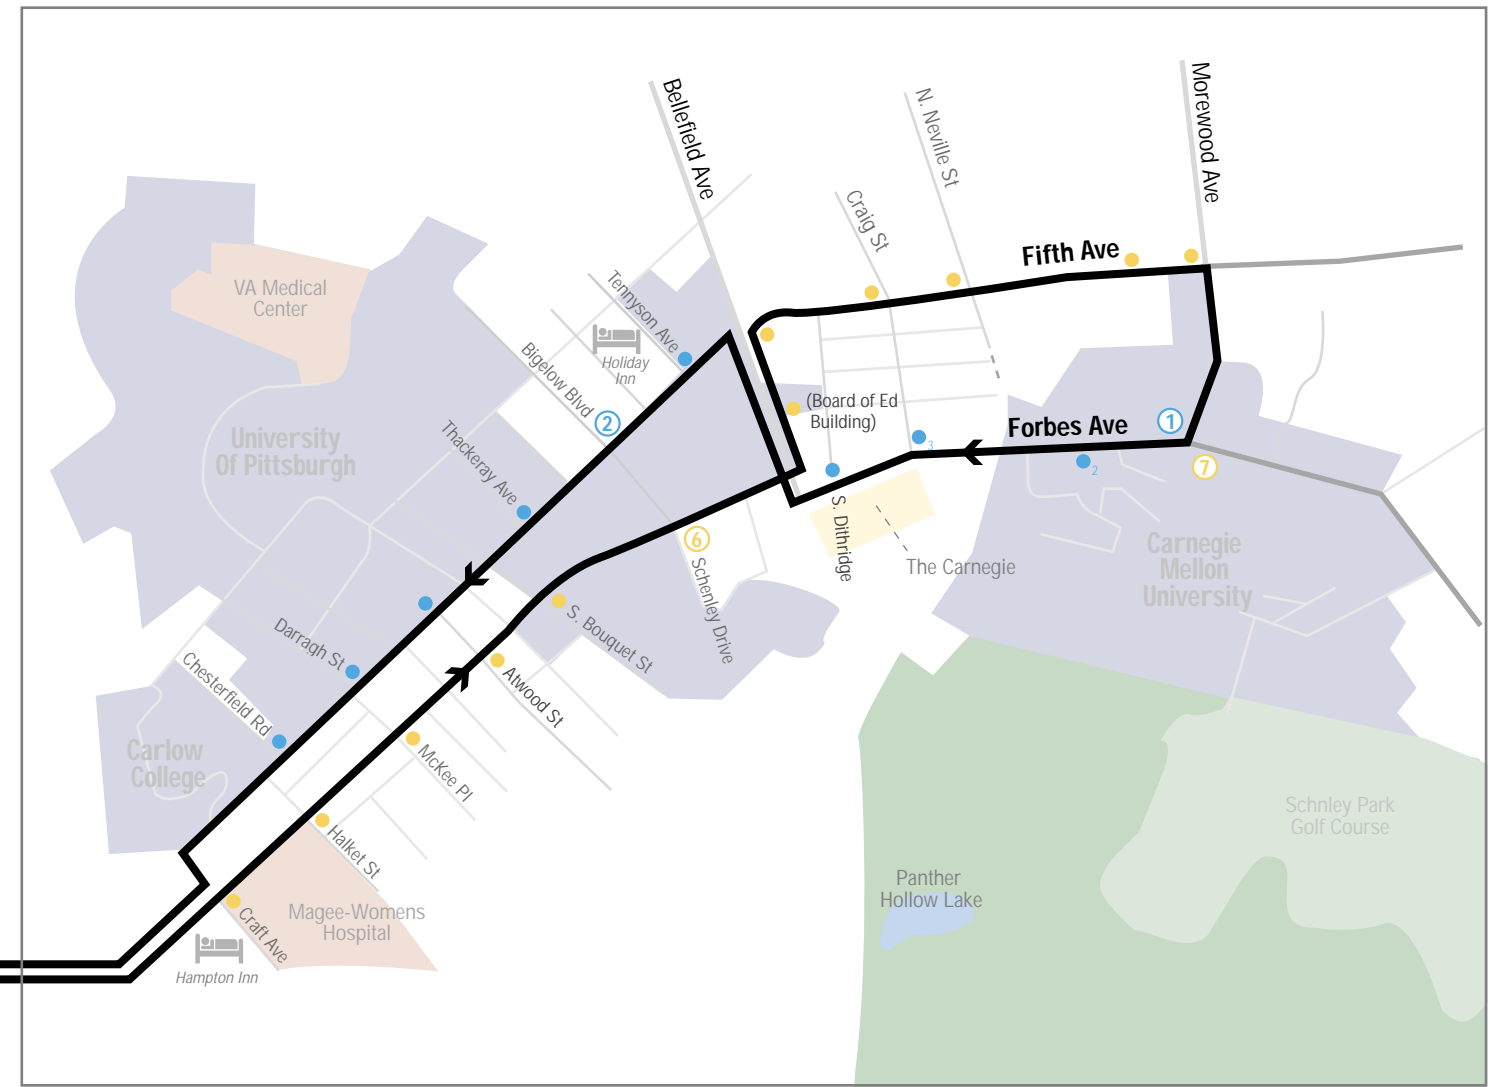 Bellefield Ave
N. Neville St
Morewood Ave
Craig St
Fifth Ave
VA Medical
Center
Tennyson Ave
Holiday
Inn
Bigelow Blvd
2
(Board of Ed
Building)
Forbes Ave
1
3
2
7
University
Of Pittsburgh
Thackeray Ave
6
S. Dithridge
The Carnegie
Carnegie
Mellon
University
Schenley Drive
S. Bouquet St
Darragh St
Chesterfield Rd
Atwood St
Carlow
College
McKee Pl
Halket St
Schnley Park
Golf Course
Panther
Hollow Lake
Magee-Womens
Hospital
Craft Ave
Hampton Inn